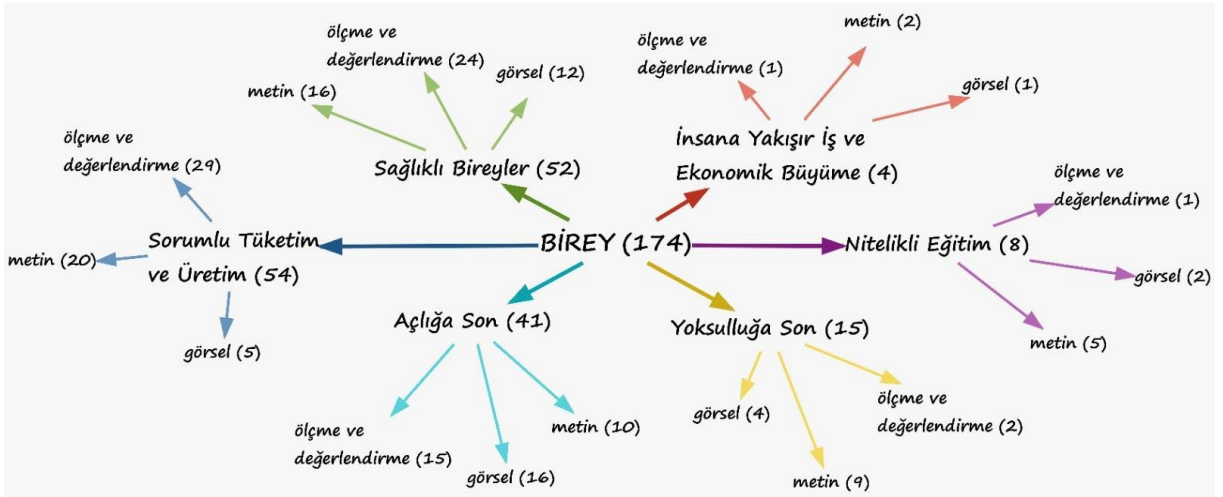 ölçme ve
değerlendirme (24)
metin (16)
görsel (12)
Sağlıklı Bireyler (52)
ölçme ve
değerlendirme (1)
metin (2)
görsel (1)
İnsana Yakışır İş ve
Ekonomik Büyüme (4)
ölçme ve
değerlendirme (29)
metin (20)
görsel (5)
Sorumlu Tüketim
ve Üretim (54)
BİREY (174)
Nitelikli Eğitim (8)
ölçme ve
değerlendirme (1)
görsel (2)
metin (5)
Açlığa Son (41)
ölçme ve
değerlendirme (15)
görsel (16)
metin (10)
Yoksulluğa Son (15)
görsel (4)
metin (9)
ölçme ve
değerlendirme (2)